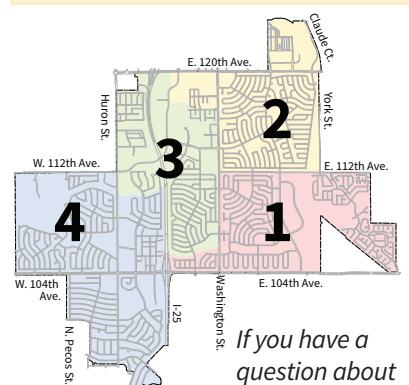 Claude Ct.
E. 120th Ave.
Huron St.
York St.
2
3
W. 112th Ave.
E. 112th Ave.
4
1
W. 104th
Ave.
E. 104th Ave.
N. Pecos St.
I-25
Washington St.
If you have a
question about